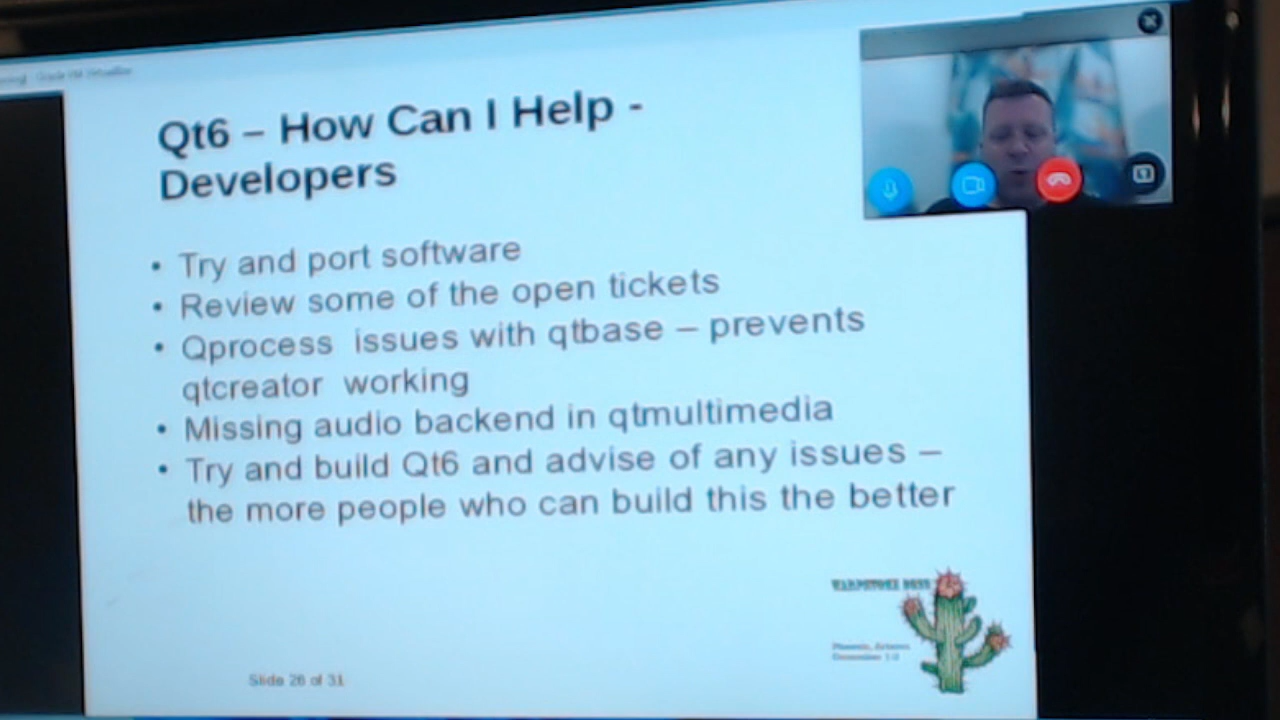 Qt6 – How Can I Help -
Developers
• Try and port software
• Review some of the open tickets
• Qprocess issues with qtbase – prevents
qtcreator working
• Missing audio backend in qtmultimedia
• Try and build Qt6 and advise of any issues –
the more people who can build this the better
Phoenix, Arizona
Slide 26 of 31